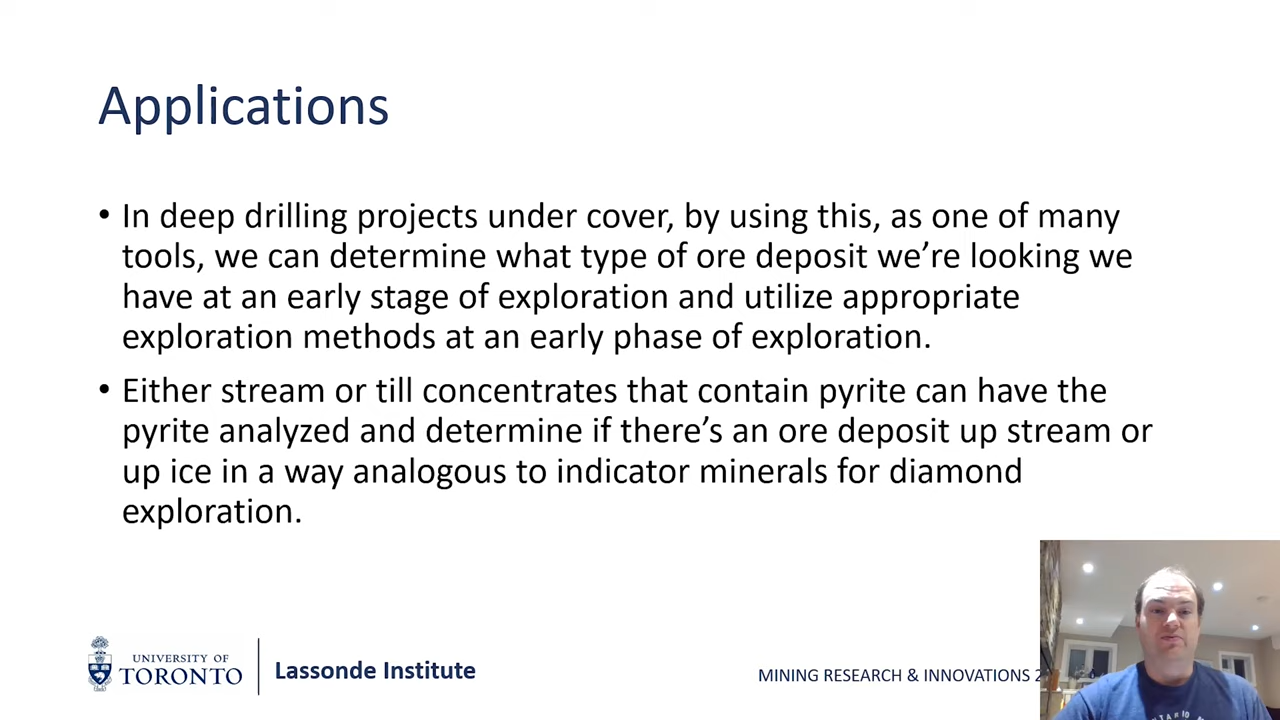 Applications
• In deep drilling projects under cover, by using this, as one of many
tools, we can determine what type of ore deposit we're looking we
have at an early stage of exploration and utilize appropriate
exploration methods at an early phase of exploration.
• Either stream or till concentrates that contain pyrite can have the
pyrite analyzed and determine if there's an ore deposit up stream or
up ice in a way analogous to indicator minerals for diamond
exploration.
UNIVERSITY OF
TORONTO
Lassonde Institute
MINING RESEARCH & INNOVATIONS